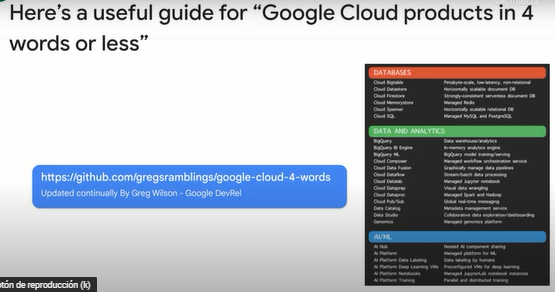 Here's a useful guide for "Google Cloud products in 4
words or less"
https://github.com/gregsramblings/google-cloud-4-words
Updated continually By Greg Wilson - Google DevRel
DATABASES
Cloud Bigtable Petabyte-scale, low-latency, non-relational
Cloud Datastore Horizontally scalable document DB
Cloud Firestore Strongly-consistent serverless document DB
Cloud Memorystore Managed Redis
Cloud Spanner Horizontally scalable relational DB
Cloud SQL Managed MySQL and PostgreSQL
DATA AND ANALYTICS
BigQuery Data warehouse/analytics
BigQuery BI Engine In-memory analytics engine
BigQuery ML BigQuery model training/serving
Cloud Composer Managed workflow orchestration service
Cloud Data Fusion Graphically manage data pipelines
Cloud Dataflow Stream/batch data processing
Cloud Datalab Managed Jupyter notebook
Cloud Dataprep Visual data wrangling
Cloud Dataproc Managed Spark and Hadoop
Cloud Pub/Sub Global real-time messaging
Data Catalog Metadata management service
Data Studio Collaborative data exploration/dashboarding
Genomics Managed genomics platform
AI/ML
AI Hub Hosted AI component sharing
AI Platform Managed platform for ML
AI Platform Data Labeling Data labeling by humans
AI Platform Deep Learning VMs Preconfigured VMs for deep learning
AI Platform Notebooks Managed JupyterLab notebook instances
AI Platform Training Parallel and distributed training
otón de reproducción (k)